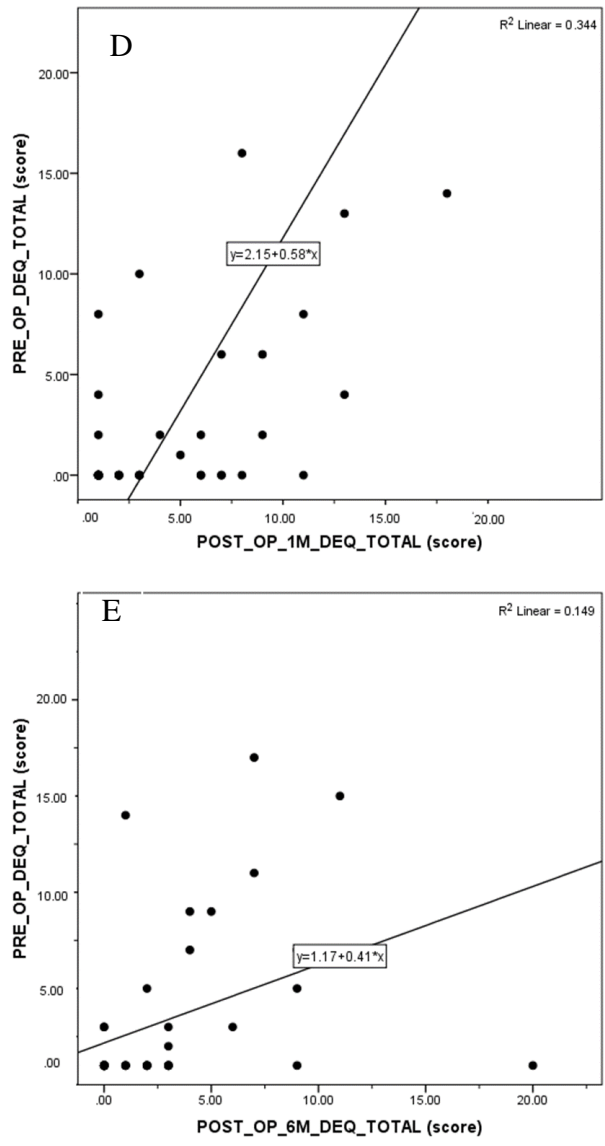 D
R² Linear = 0.344
20.00
15.00
10.00
5.00
.00
PRE_OP_DEQ_TOTAL (score)
y=2.15+0.58*x
.00 5.00 10.00 15.00 20.00
POST_OP_1M_DEQ_TOTAL (score)
E
R² Linear = 0.149
20.00
15.00
10.00
5.00
.00
PRE_OP_DEQ_TOTAL (score)
y=1.17+0.41*x
.00 5.00 10.00 15.00 20.00
POST_OP_6M_DEQ_TOTAL (score)